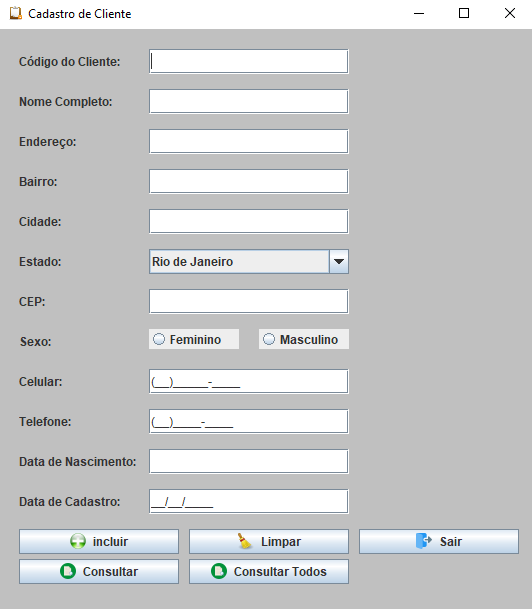 Cadastro de Cliente
Código do Cliente:
Nome Completo:
Endereço:
Bairro:
Cidade:
Estado: Rio de Janeiro
CEP:
Sexo: Feminino Masculino
Celular: (__)_____-____
Telefone: (__)____-____
Data de Nascimento:
Data de Cadastro: __/__/____
incluir Limpar Sair
Consultar Consultar Todos